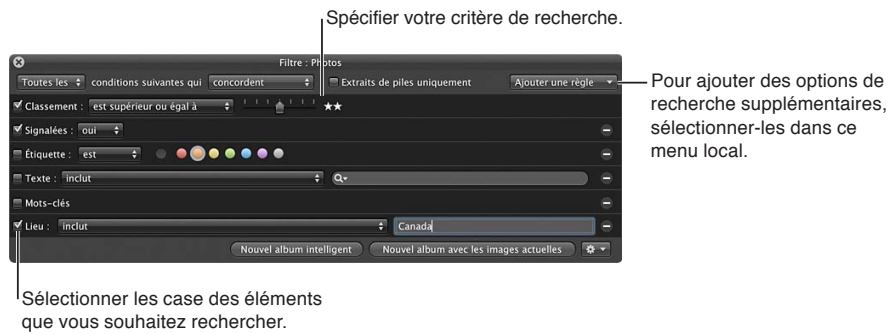 Spécifier votre critère de recherche.
Filtre : Photos
Toutes les conditions suivantes qui concordent Extraits de piles uniquement Ajouter une règle
Classement : est supérieur ou égal à ★★
Signalées : oui
Étiquette : est
Texte : inclut
Mots-clés
Lieu : inclut Canada
Nouvel album intelligent Nouvel album avec les images actuelles
Pour ajouter des options de
recherche supplémentaires,
sélectionner-les dans ce
menu local.
Sélectionner les case des éléments
que vous souhaitez rechercher.